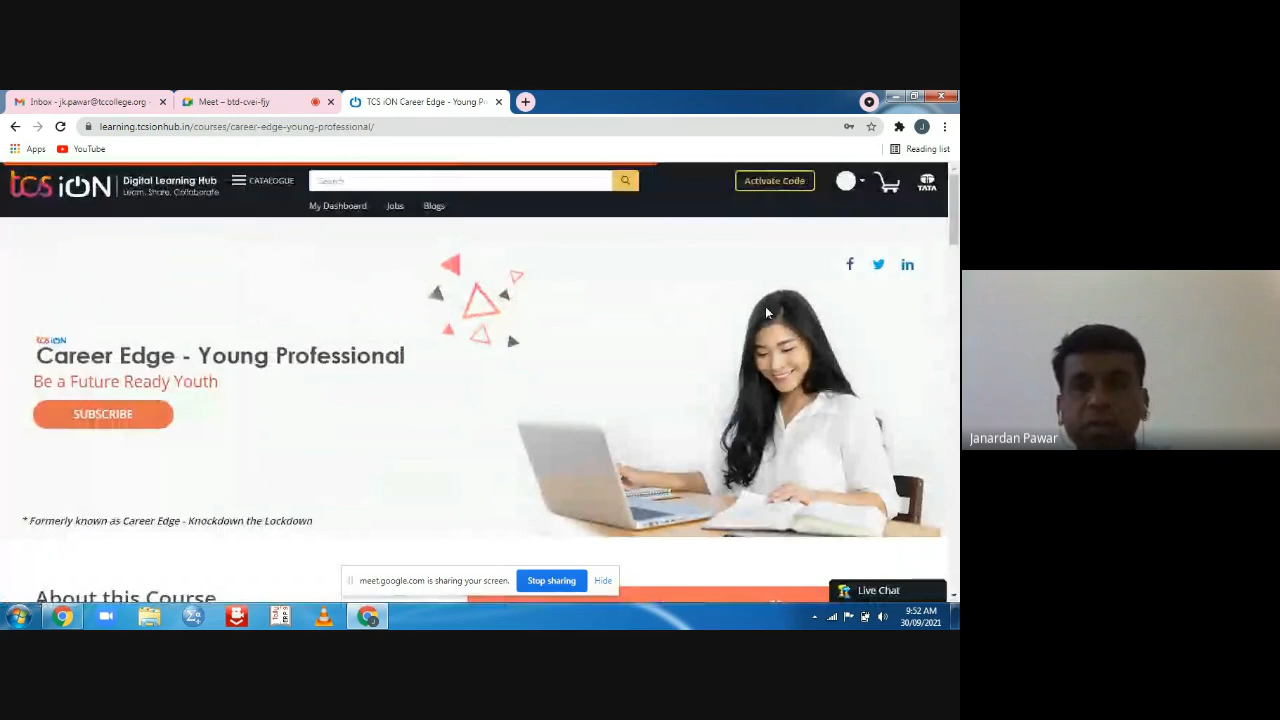 Inbox - jk.pawar@tccollege.org
Meet – btd-cvei-fjy
TCS iON Career Edge - Young P
learning.tcsionhub.in/courses/career-edge-young-professional/
Apps
YouTube
Reading list
tcs iON
Digital Learning Hub
Learn. Share. Collaborate.
CATALOGUE
Search
Activate Code
TATA
My Dashboard
Jobs
Blogs
tcs iON
Career Edge - Young Professional
Be a Future Ready Youth
SUBSCRIBE
* Formerly known as Career Edge - Knockdown the Lockdown
Janardan Pawar
meet.google.com is sharing your screen.
Stop sharing
Hide
About this Course
Live Chat
9:52 AM
30/09/2021